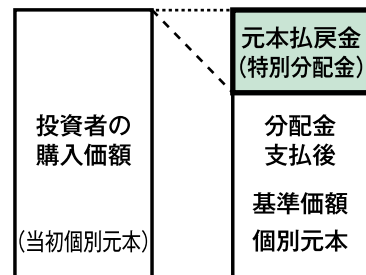 投資者の
購入価額
(当初個別元本)
元本払戻金
(特別分配金)
分配金
支払後
基準価額
個別元本